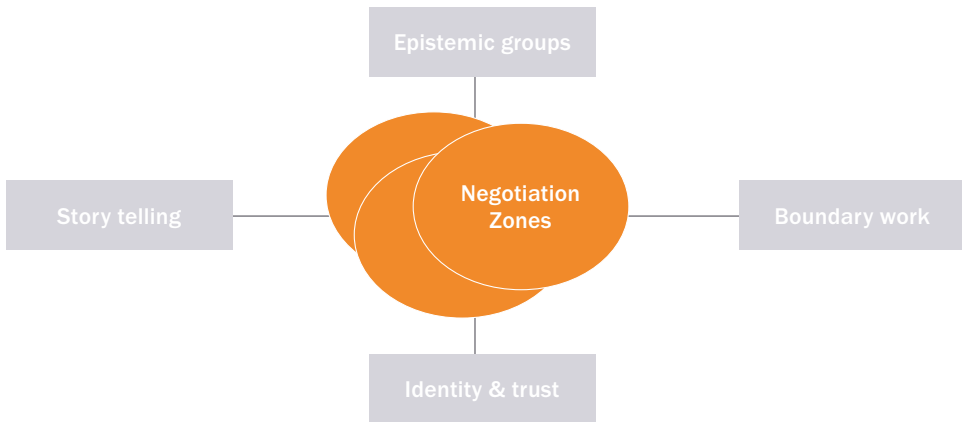 Epistemic groups
Negotiation
Zones
Story telling
Boundary work
Identity & trust